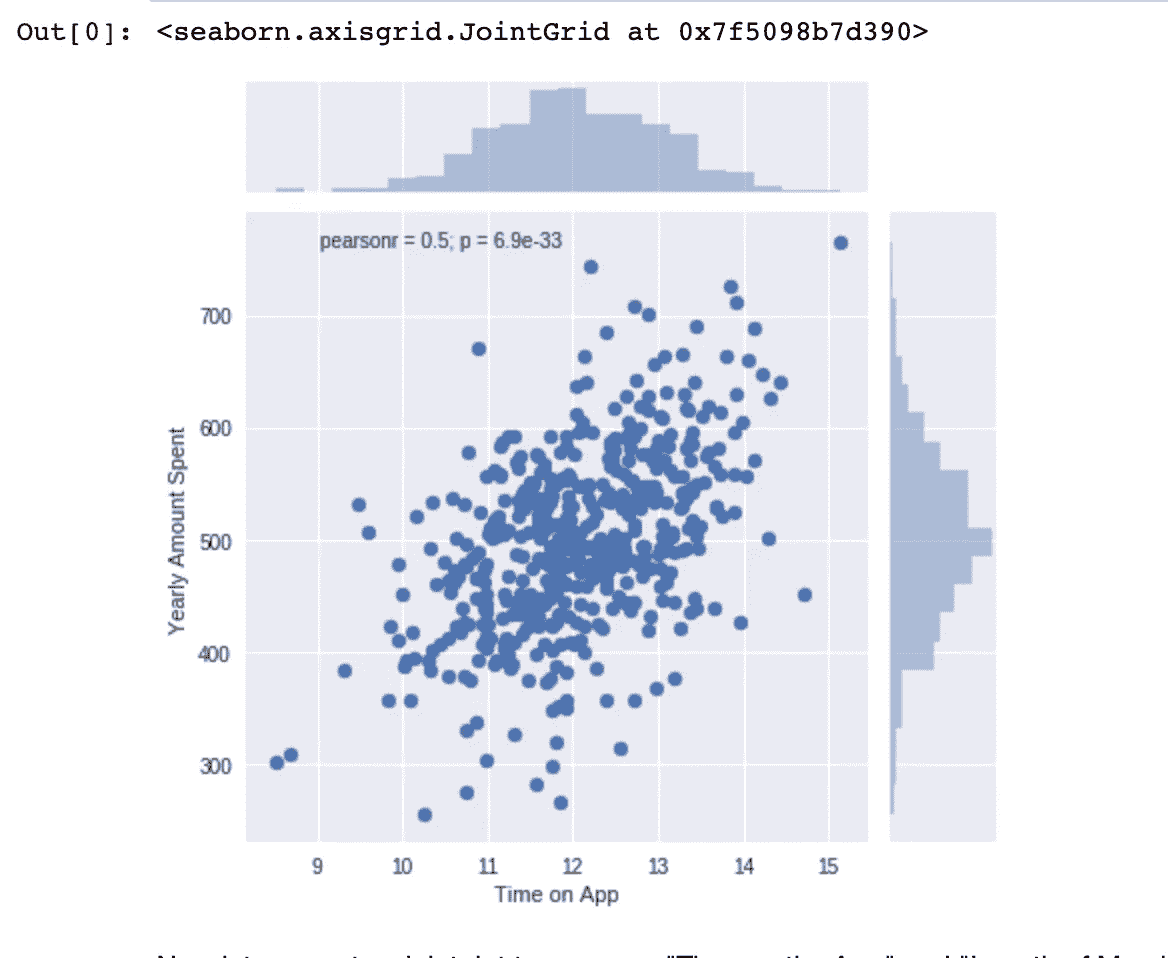 Out[0]: <seaborn.axisgrid.JointGrid at 0x7f5098b7d390>
pearsonr = 0.5; p = 6.9e-33
700
600
500
400
300
Yearly Amount Spent
9 10 11 12 13 14 15
Time on App